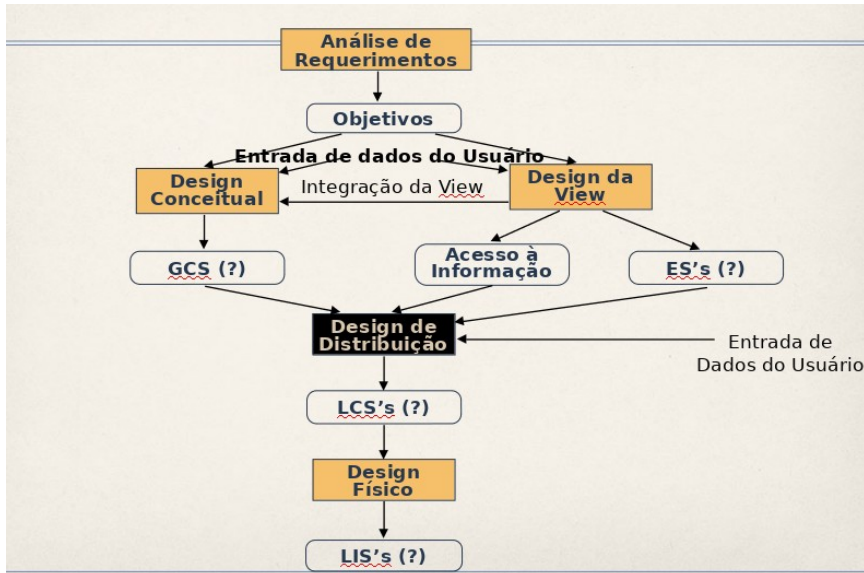 Análise de
Requerimentos
Objetivos
Entrada de dados do Usuário
Design
Conceitual
Integração da View
Design da
View
GCS (?)
Acesso à
Informação
ES’s (?)
Design de
Distribuição
Entrada de
Dados do Usuário
LCS’s (?)
Design
Físico
LIS’s (?)